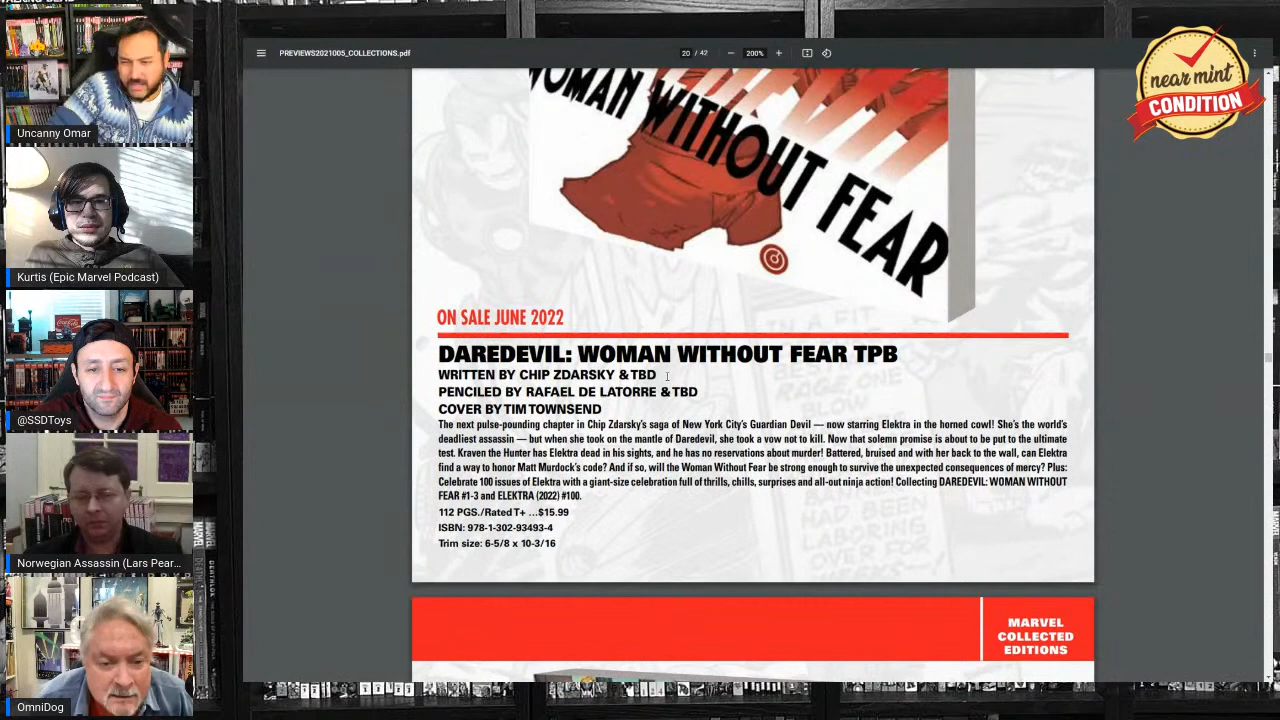 Uncanny Omar
Kurtis (Epic Marvel Podcast)
@SSDToys
Norwegian Assassin (Lars Pear...
OmniDog
PREVIEWS2021005_COLLECTIONS.pdf
20 / 42
200%
near mint
CONDITION
WOMAN WITHOUT FEAR
ON SALE JUNE 2022
DAREDEVIL: WOMAN WITHOUT FEAR TPB
WRITTEN BY CHIP ZDARSKY & TBD
PENCILED BY RAFAEL DE LATORRE & TBD
COVER BY TIM TOWNSEND
The next pulse-pounding chapter in Chip Zdarsky's saga of New York City's Guardian Devil — now starring Elektra in the horned cowl! She's the world's
deadliest assassin — but when she took on the mantle of Daredevil, she took a vow not to kill. Now that solemn promise is about to be put to the ultimate
test. Kraven the Hunter has Elektra dead in his sights, and he has no reservations about murder! Battered, bruised and with her back to the wall, can Elektra
find a way to honor Matt Murdock's code? And if so, will the Woman Without Fear be strong enough to survive the unexpected consequences of mercy? Plus:
Celebrate 100 issues of Elektra with a giant-size celebration full of thrills, chills, surprises and all-out ninja action! Collecting DAREDEVIL: WOMAN WITHOUT
FEAR #1-3 and ELEKTRA (2022) #100.
112 PGS./Rated T+ ...$15.99
ISBN: 978-1-302-93493-4
Trim size: 6-5/8 x 10-3/16
MARVEL
COLLECTED
EDITIONS